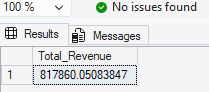 100 %
No issues found
Results
Messages
Total_Revenue
1
817860.05083847